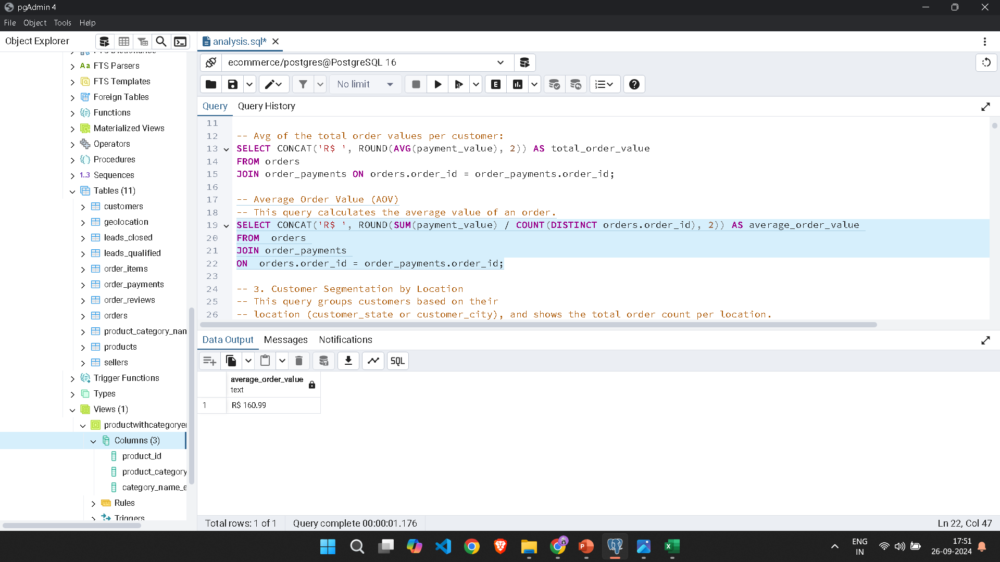 pgAdmin 4
File Object Tools Help
Object Explorer
analysis.sql*
FTS Dictionaries
Aa FTS Parsers
FTS Templates
Foreign Tables
Functions
Materialized Views
Operators
Procedures
1..3 Sequences
Tables (11)
customers
geolocation
leads_closed
leads_qualified
order_items
order_payments
order_reviews
orders
product_category_nam
products
sellers
Trigger Functions
Types
Views (1)
productwithcategoryer
Columns (3)
product_id
product_category
category_name_e
Rules
Triggers
ecommerce/postgres@PostgreSQL 16
No limit
E
Query Query History
11
12 -- Avg of the total order values per customer:
13 SELECT CONCAT('R$ ', ROUND(AVG(payment_value), 2)) AS total_order_value
14 FROM orders
15 JOIN order_payments ON orders.order_id = order_payments.order_id;
16
17 -- Average Order Value (AOV)
18 -- This query calculates the average value of an order.
19 SELECT CONCAT('R$ ', ROUND(SUM(payment_value) / COUNT(DISTINCT orders.order_id), 2)) AS average_order_value
20 FROM  orders
21 JOIN order_payments
22 ON  orders.order_id = order_payments.order_id;
23
24 -- 3. Customer Segmentation by Location
25 -- This query groups customers based on their
26 -- location (customer_state or customer_city), and shows the total order count per location.
Data Output Messages Notifications
SQL
average_order_value
text
1 R$ 160.99
Total rows: 1 of 1 Query complete 00:00:01.176 Ln 22, Col 47
ENG
IN
17:51
26-09-2024